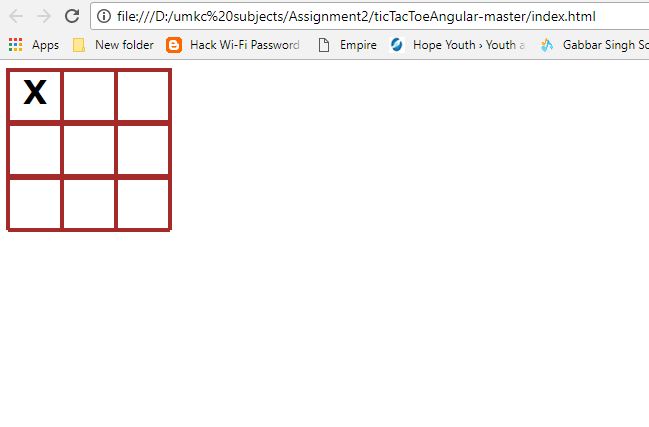 file:///D:/umkc%20subjects/Assignment2/ticTacToeAngular-master/index.html
Apps New folder Hack Wi-Fi Password Empire Hope Youth › Youth a Gabbar Singh Sc
X